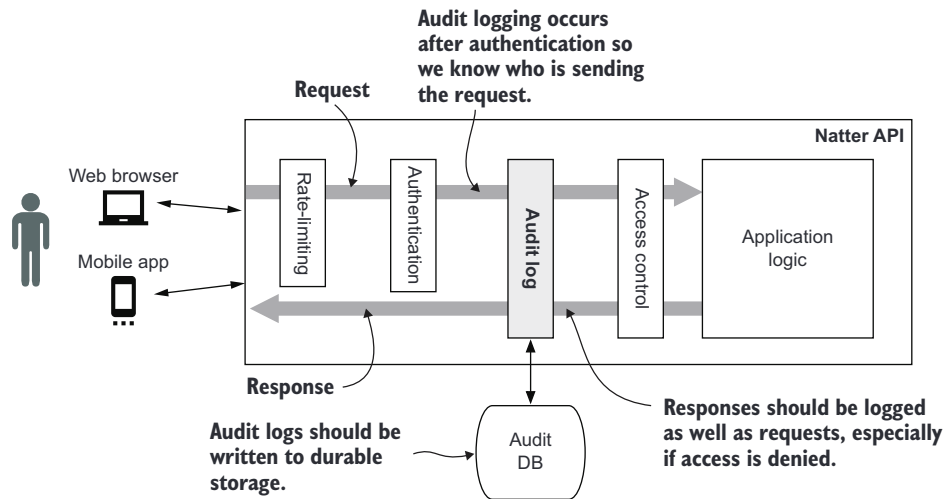 Audit logging occurs
after authentication so
we know who is sending
the request.
Request
Natter API
Web browser
Mobile app
Rate-limiting
Authentication
Audit log
Access control
Application
logic
Response
Audit logs should be
written to durable
storage.
Audit
DB
Responses should be logged
as well as requests, especially
if access is denied.